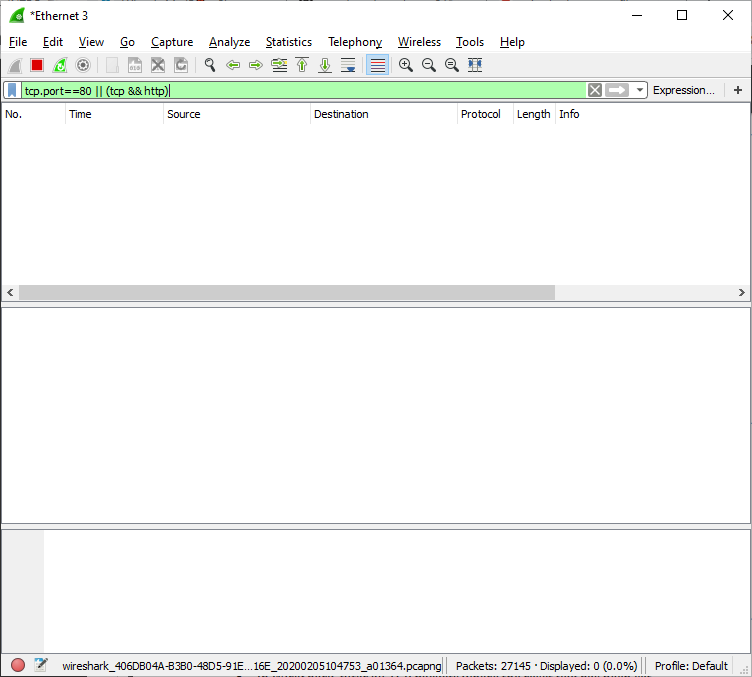 *Ethernet 3
File Edit View Go Capture Analyze Statistics Telephony Wireless Tools Help
tcp.port==80 || (tcp && http) Expression... +
No. Time Source Destination Protocol Length Info
wireshark_406DB04A-B3B0-48D5-91E...16E_20200205104753_a01364.pcapng Packets: 27145 · Displayed: 0 (0.0%) Profile: Default